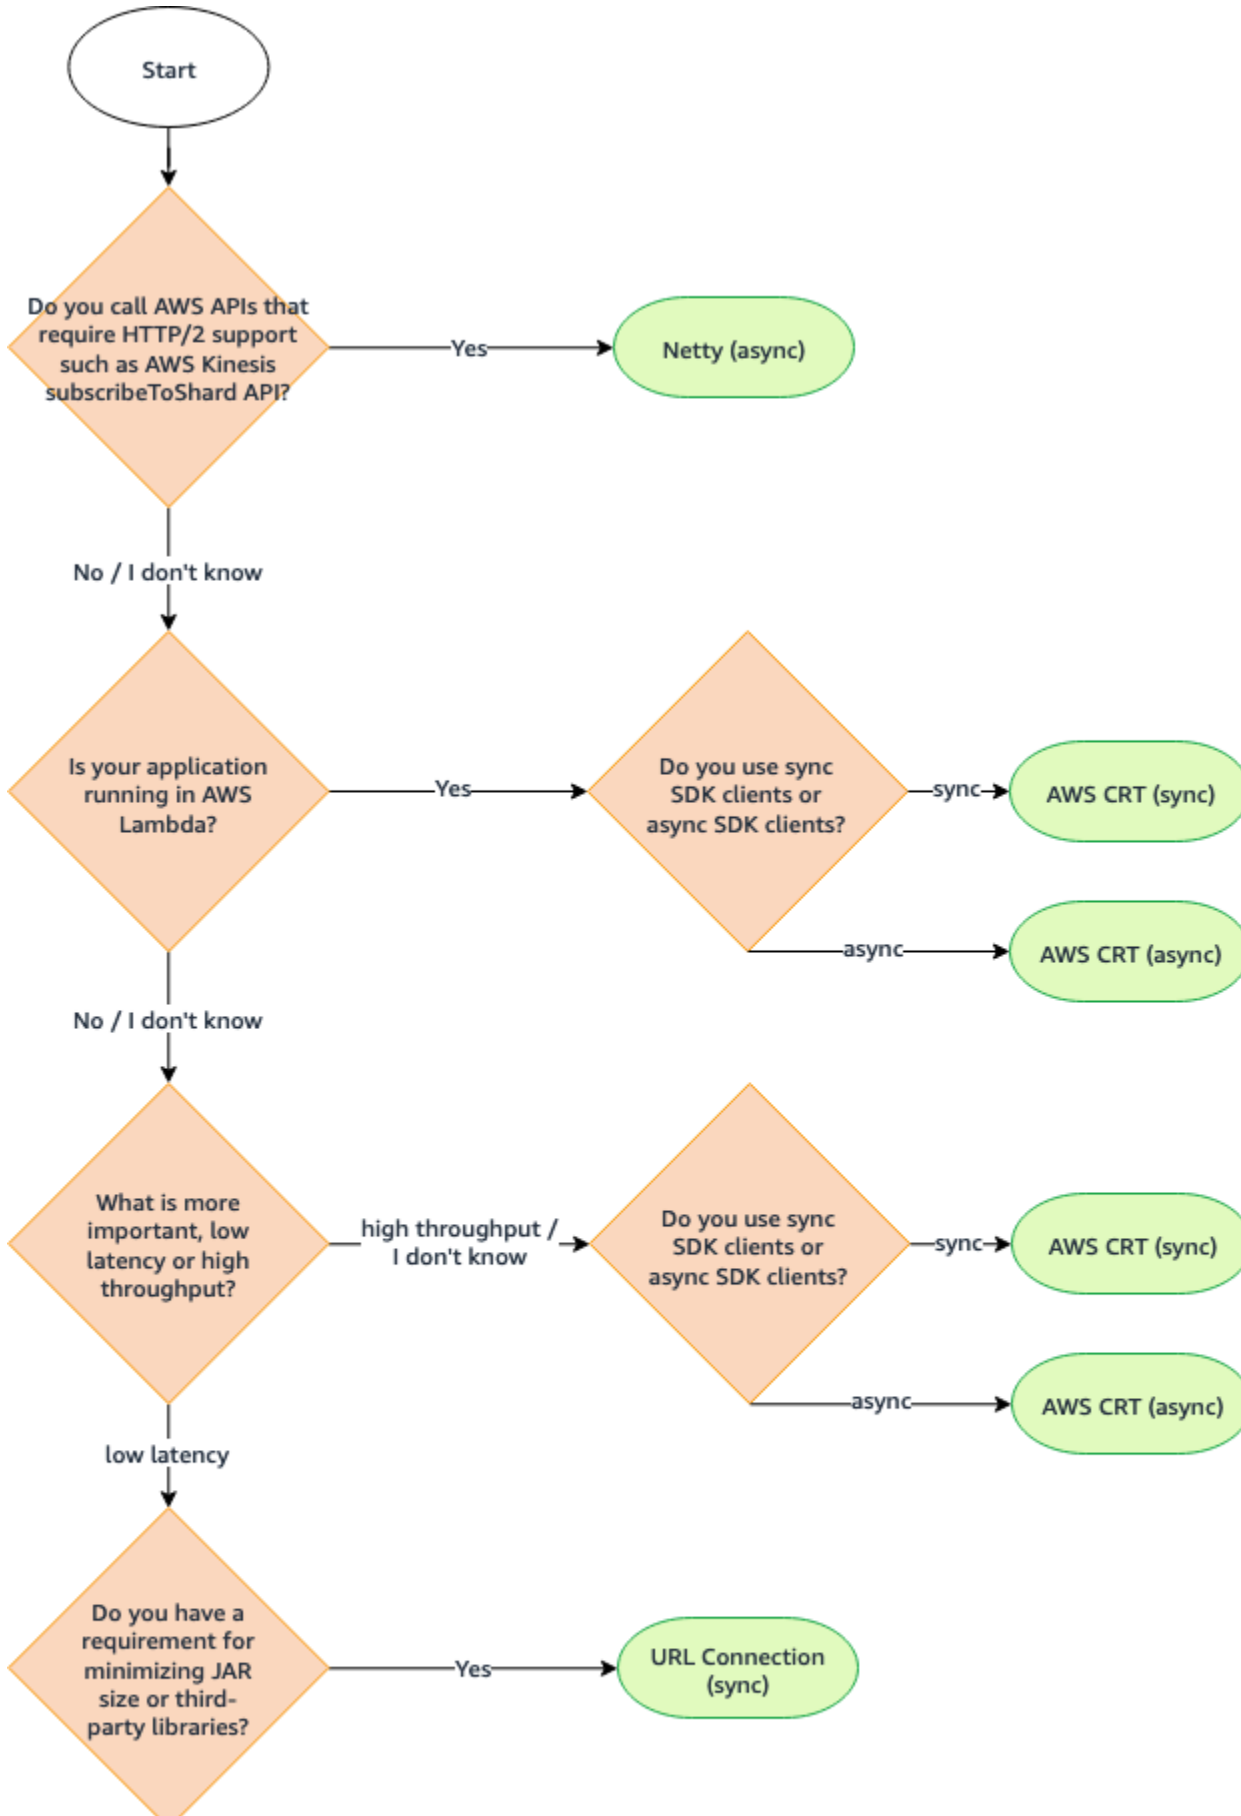 Start
Do you call AWS APIs that
require HTTP/2 support
such as AWS Kinesis
subscribeToShard API?
Yes
Netty (async)
No / I don't know
Is your application
running in AWS
Lambda?
Yes
Do you use sync
SDK clients or
async SDK clients?
sync
AWS CRT (sync)
async
AWS CRT (async)
No / I don't know
What is more
important, low
latency or high
throughput?
high throughput /
I don't know
Do you use sync
SDK clients or
async SDK clients?
sync
AWS CRT (sync)
async
AWS CRT (async)
low latency
Do you have a
requirement for
minimizing JAR
size or third-
party libraries?
Yes
URL Connection
(sync)